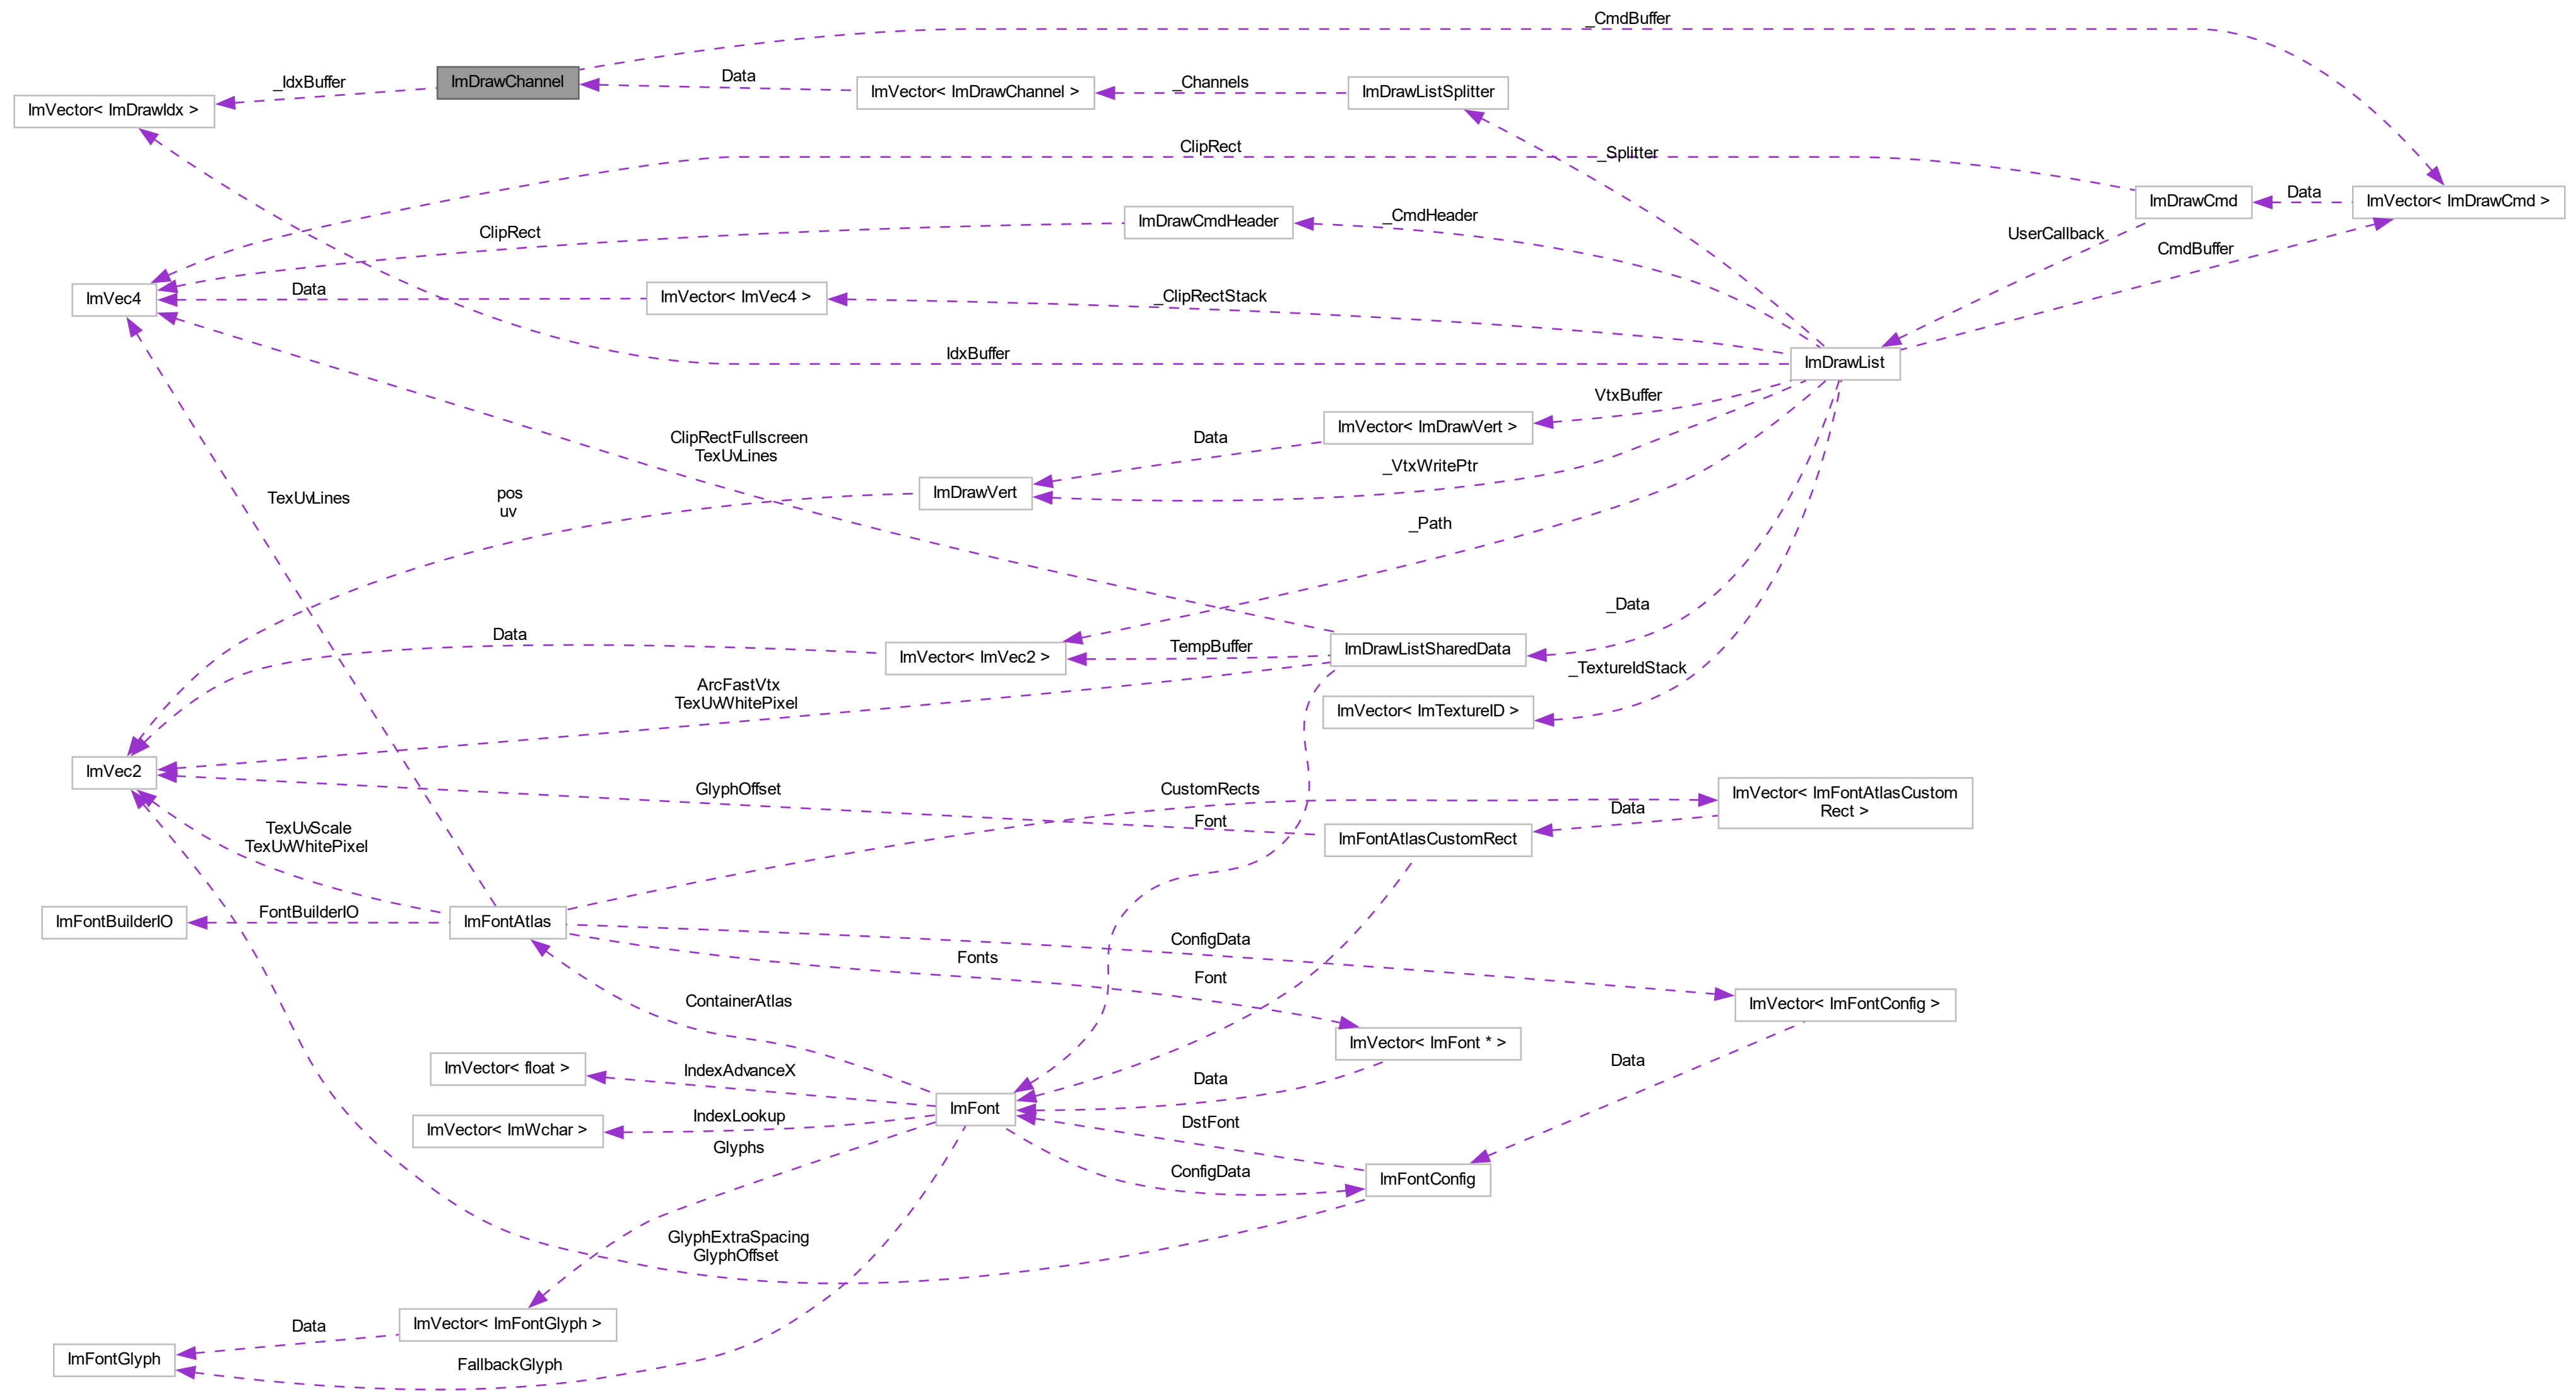 _CmdBuffer
ImDrawChannel
Data
_IdxBuffer
_Channels
ImVector< ImDrawChannel >
ImDrawListSplitter
ImVector< ImDrawIdx >
ClipRect
_Splitter
Data
ImDrawCmd
ImVector< ImDrawCmd >
_CmdHeader
ImDrawCmdHeader
ClipRect
UserCallback
CmdBuffer
Data
ImVector< ImVec4 >
_ClipRectStack
ImVec4
IdxBuffer
ImDrawList
VtxBuffer
ImVector< ImDrawVert >
ClipRectFullscreen
TexUvLines
Data
_VtxWritePtr
ImDrawVert
TexUvLines
pos
uv
_Path
_Data
Data
ImVector< ImVec2 >
TempBuffer
ImDrawListSharedData
_TextureIdStack
ArcFastVtx
TexUvWhitePixel
ImVector< ImTextureID >
ImVec2
GlyphOffset
CustomRects
ImVector< ImFontAtlasCustom
Rect >
Data
Font
TexUvScale
TexUvWhitePixel
ImFontAtlasCustomRect
FontBuilderIO
ImFontBuilderIO
ImFontAtlas
ConfigData
Fonts
Font
ContainerAtlas
ImVector< ImFontConfig >
ImVector< ImFont * >
ImVector< float >
IndexAdvanceX
Data
Data
ImFont
IndexLookup
ImVector< ImWchar >
DstFont
Glyphs
ConfigData
ImFontConfig
GlyphExtraSpacing
GlyphOffset
Data
ImVector< ImFontGlyph >
ImFontGlyph
FallbackGlyph